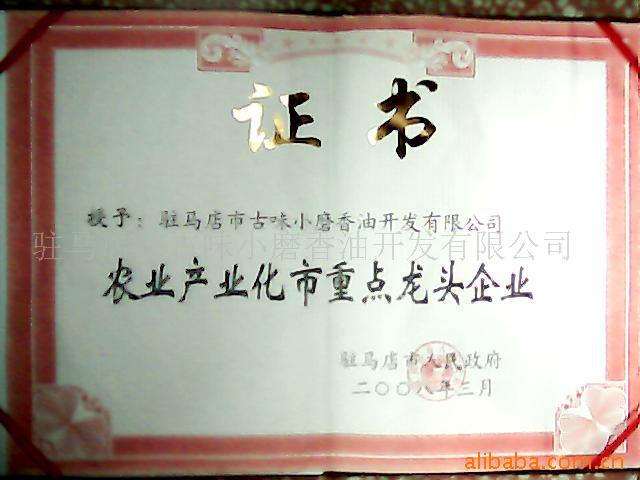 证书
授予：驻马店市古味小磨香油开发有限公司
驻马 味小磨香油开发有限公司
农业产业化市重点龙头企业
驻马店市人民政府
二〇〇八年三月
alibaba.com.cn